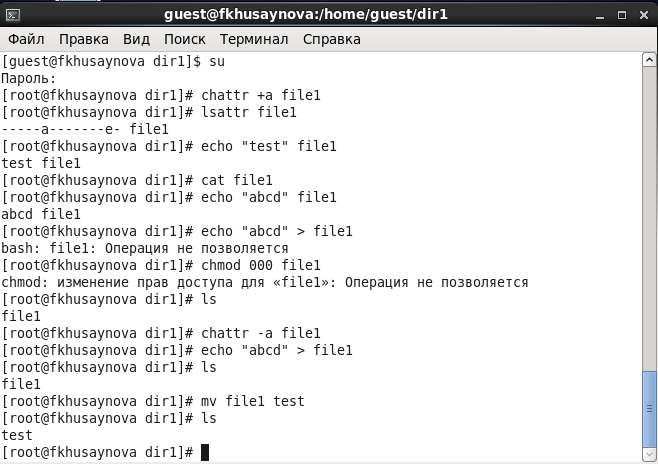 guest@fkhusaynova:/home/guest/dir1
Файл Правка Вид Поиск Терминал Справка
[guest@fkhusaynova dir1]$ su
Пароль:
[root@fkhusaynova dir1]# chattr +a file1
[root@fkhusaynova dir1]# lsattr file1
-----a-------e- file1
[root@fkhusaynova dir1]# echo "test" file1
test file1
[root@fkhusaynova dir1]# cat file1
[root@fkhusaynova dir1]# echo "abcd" file1
abcd file1
[root@fkhusaynova dir1]# echo "abcd" > file1
bash: file1: Операция не позволяется
[root@fkhusaynova dir1]# chmod 000 file1
chmod: изменение прав доступа для «file1»: Операция не позволяется
[root@fkhusaynova dir1]# ls
file1
[root@fkhusaynova dir1]# chattr -a file1
[root@fkhusaynova dir1]# echo "abcd" > file1
[root@fkhusaynova dir1]# ls
file1
[root@fkhusaynova dir1]# mv file1 test
[root@fkhusaynova dir1]# ls
test
[root@fkhusaynova dir1]#